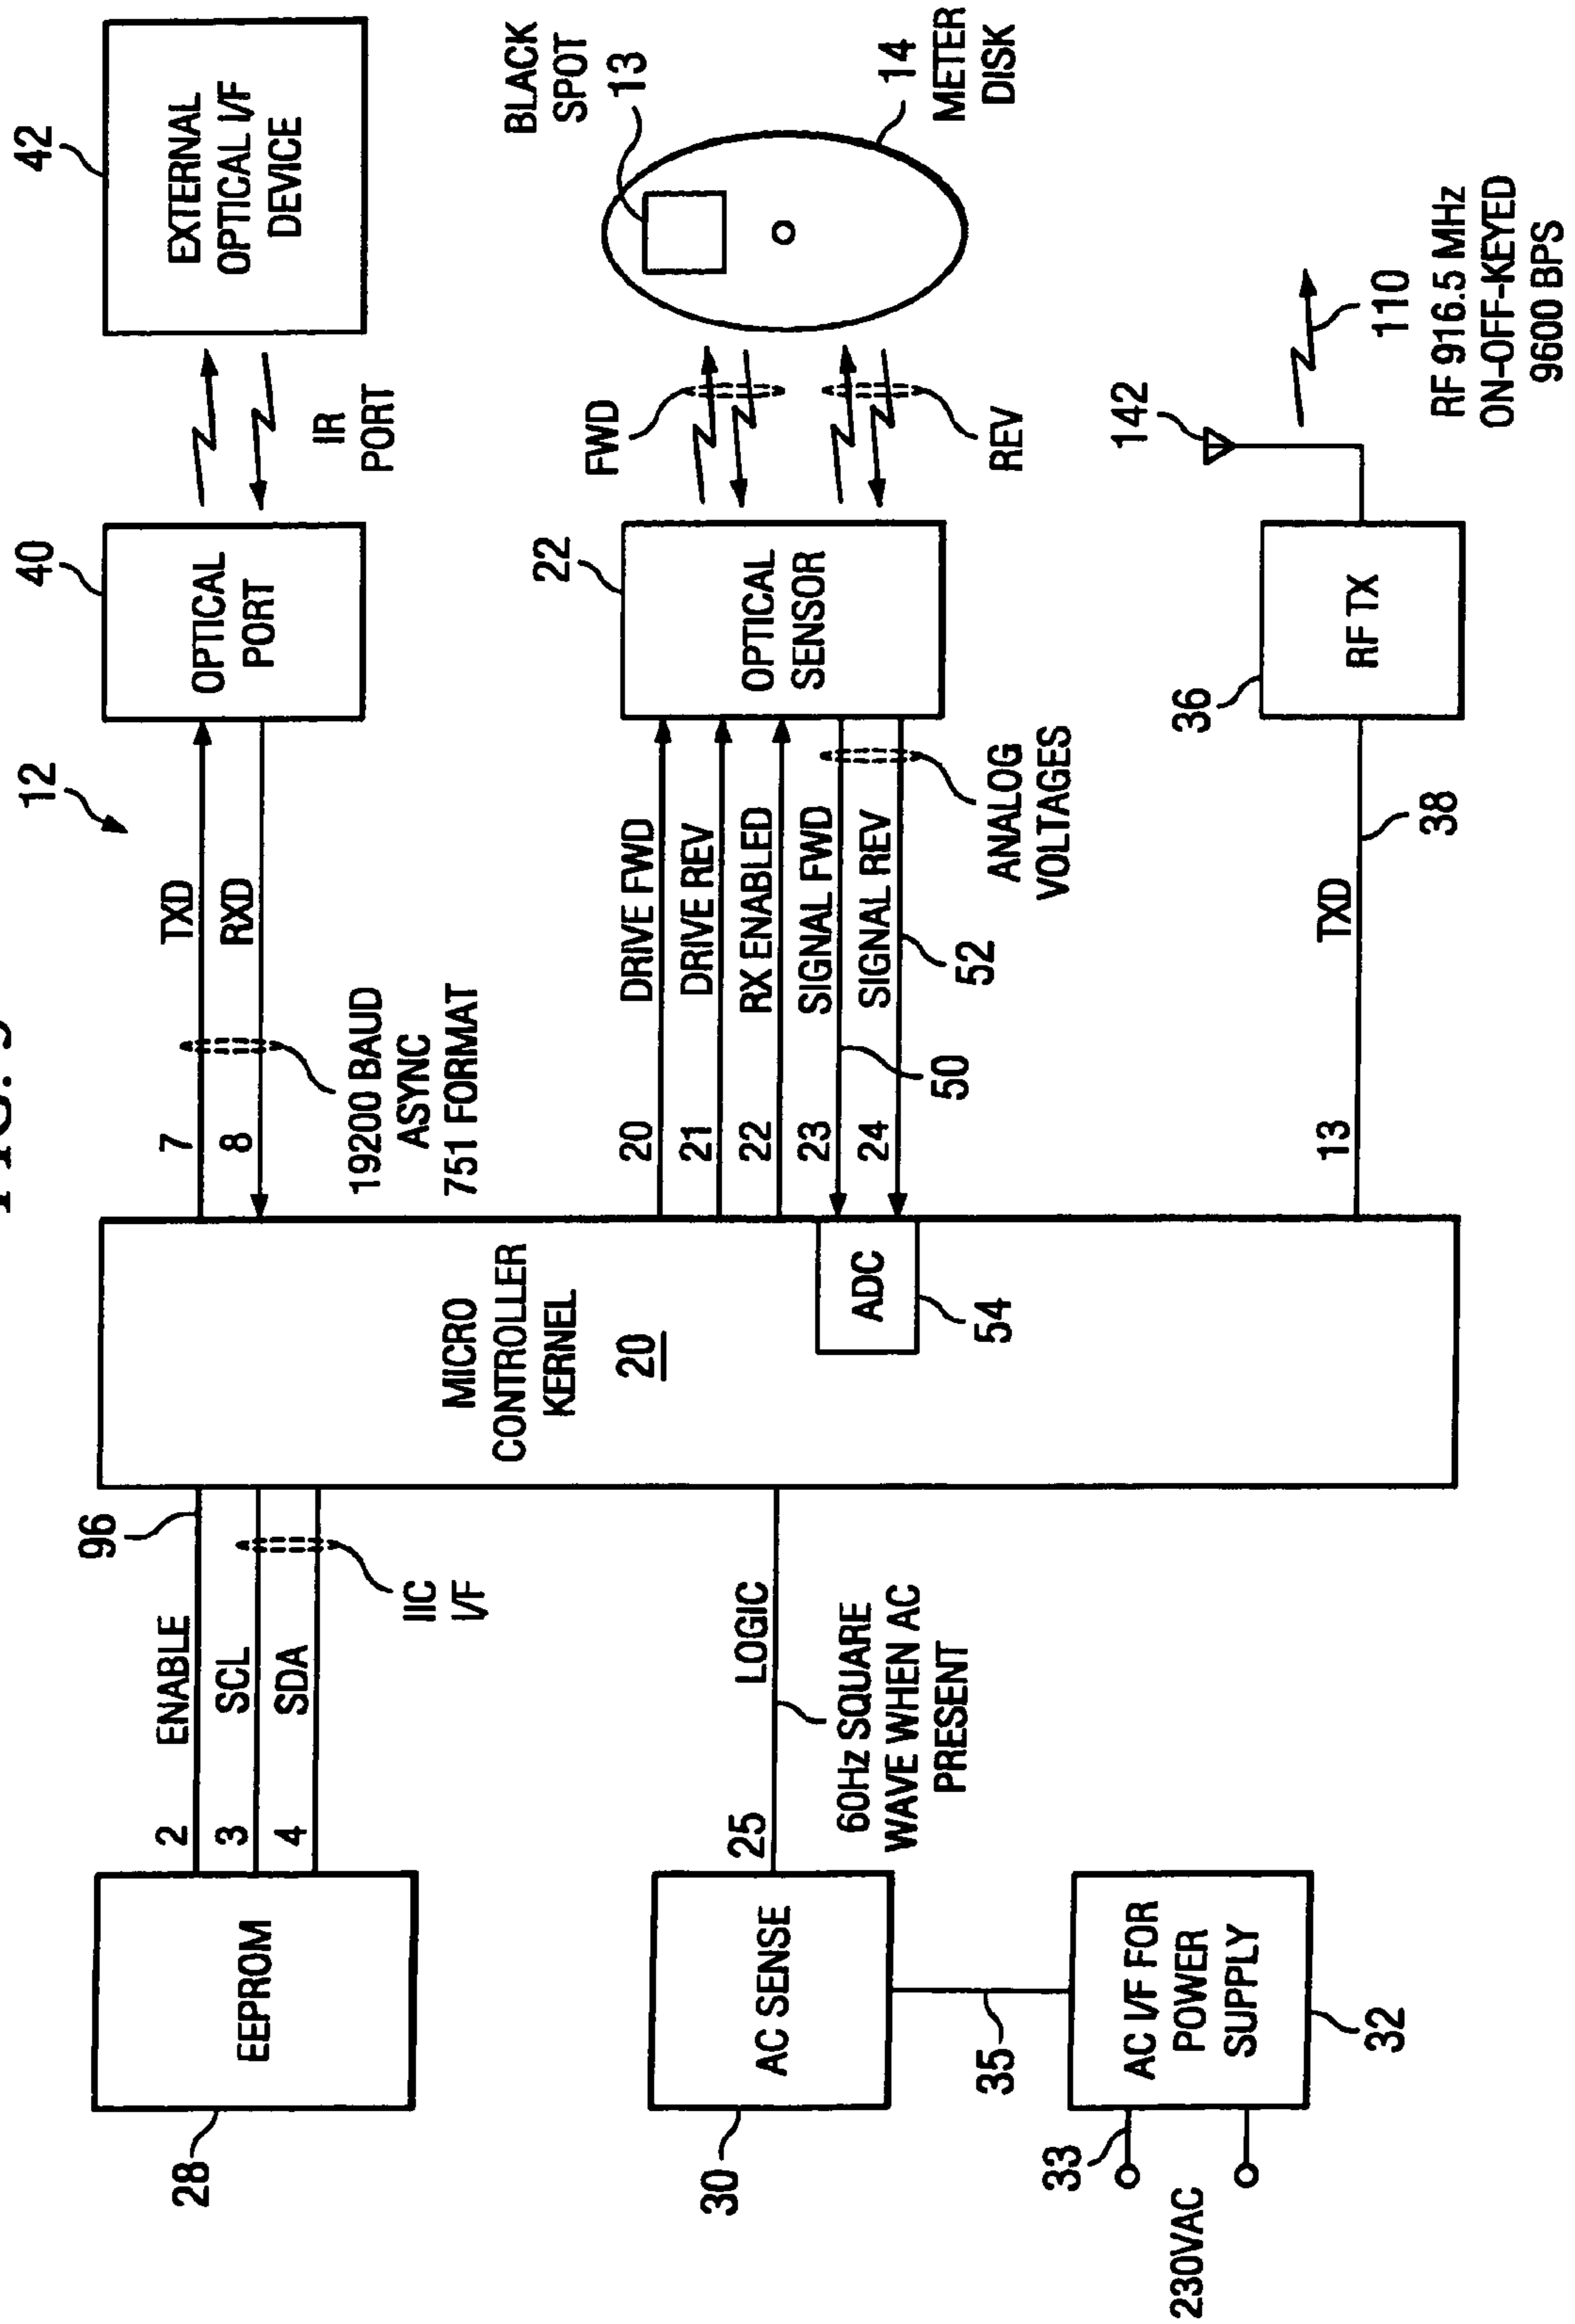 12
EEPROM
28
2
ENABLE
3
SCL
4
SDA
96
IIC
I/F
MICRO
CONTROLLER
KERNEL
20
7
TXD
8
RXD
19200 BAUD
ASYNC
751 FORMAT
OPTICAL
PORT
40
IR
PORT
EXTERNAL
OPTICAL I/F
DEVICE
42
AC SENSE
30
25
LOGIC
60Hz SQUARE
WAVE WHEN AC
PRESENT
35
AC I/F FOR
POWER
SUPPLY
32
33
230VAC
ADC
54
20
DRIVE FWD
21
DRIVE REV
22
RX ENABLED
23
SIGNAL FWD
24
SIGNAL REV
50
52
ANALOG
VOLTAGES
OPTICAL
SENSOR
22
FWD
REV
BLACK
SPOT
13
14
METER
DISK
13
TXD
38
RF TX
36
142
110
RF 916.5 MHz
ON-OFF-KEYED
9600 BPS